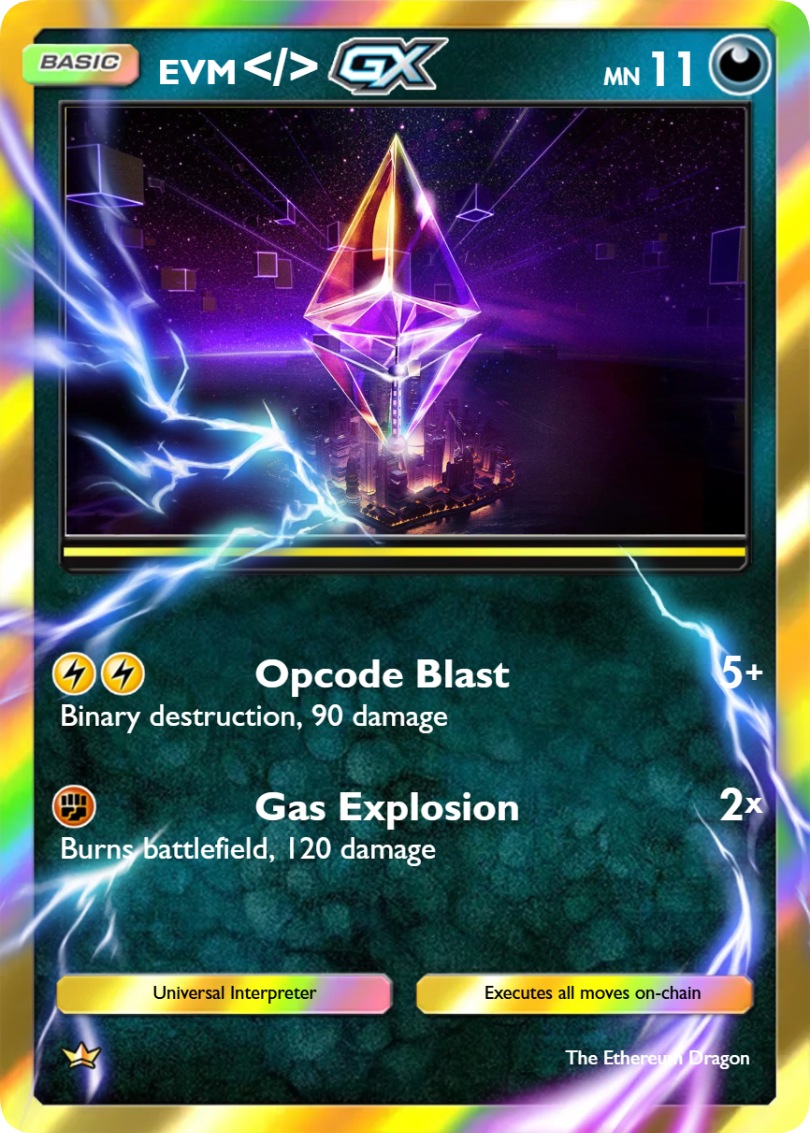 BASIC
EVM </> GX
MN 11
Opcode Blast 5+
Binary destruction, 90 damage
Gas Explosion 2x
Burns battlefield, 120 damage
Universal Interpreter
Executes all moves on-chain
The Ethereum Dragon